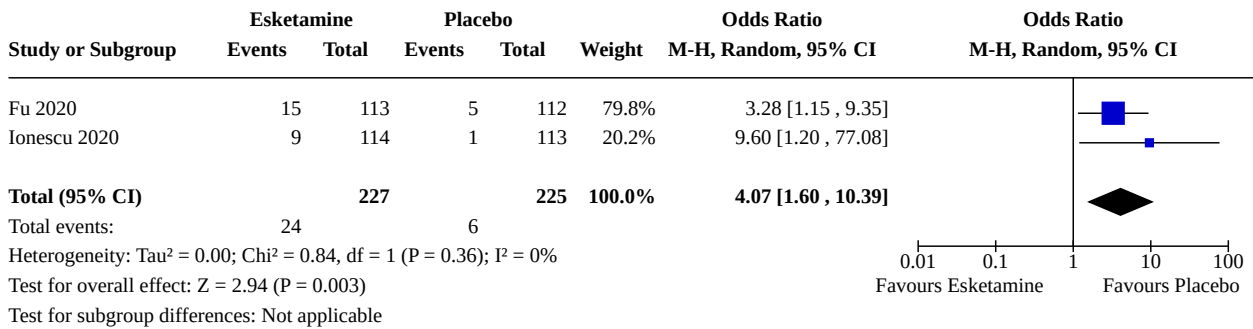 Esketamine Placebo Odds Ratio Odds Ratio
Study or Subgroup Events Total Events Total Weight M-H, Random, 95% CI M-H, Random, 95% CI
Fu 2020 15 113 5 112 79.8% 3.28 [1.15 , 9.35]
Ionescu 2020 9 114 1 113 20.2% 9.60 [1.20 , 77.08]
Total (95% CI) 227 225 100.0% 4.07 [1.60 , 10.39]
Total events: 24 6
Heterogeneity: Tau² = 0.00; Chi² = 0.84, df = 1 (P = 0.36); I² = 0%
0.01 0.1 1 10 100
Test for overall effect: Z = 2.94 (P = 0.003) Favours Esketamine Favours Placebo
Test for subgroup differences: Not applicable